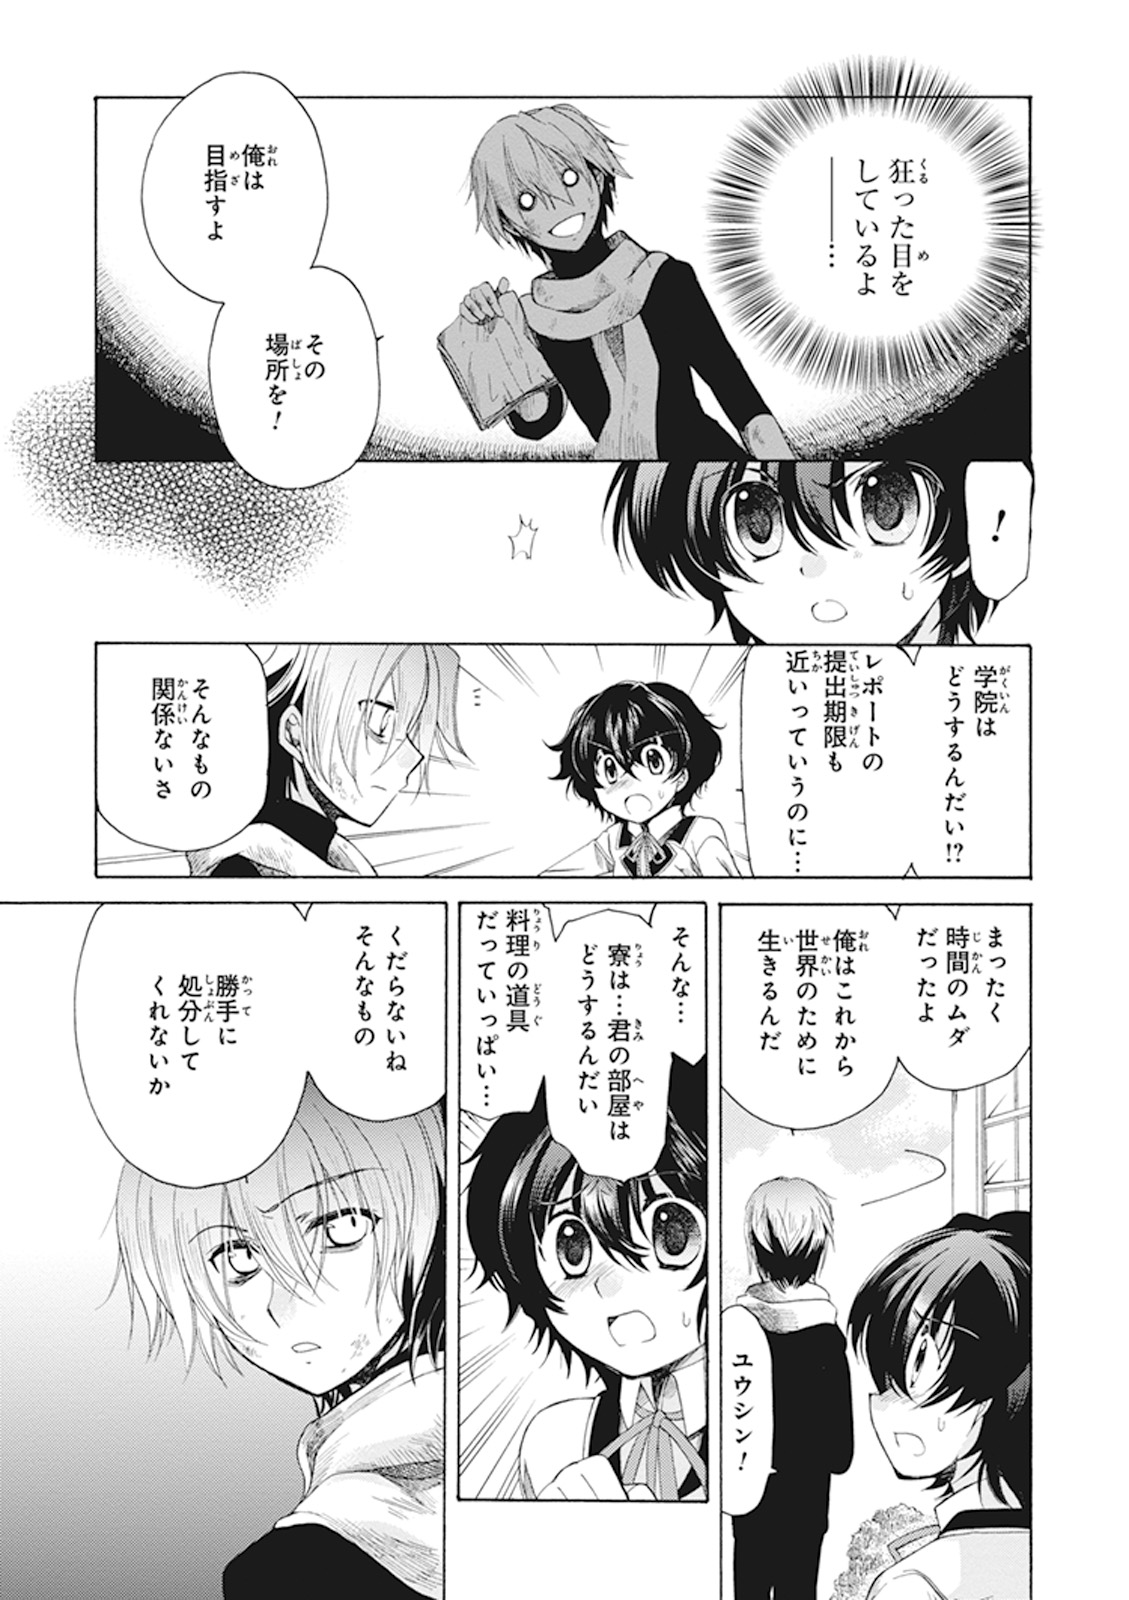 狂った目を
しているよ
――…
俺は
目指すよ
その
場所を！
！
学院は
どうするんだい!?
レポートの
提出期限も
近いっていうのに…
そんなもの
関係ないさ
まったく
時間のムダ
だったよ
俺はこれから
世界のために
生きるんだ
ユウシン！
そんな…
寮は…君の部屋は
どうするんだい
料理の道具
だっていっぱい…
くだらないね
そんなもの
勝手に
処分して
くれないか